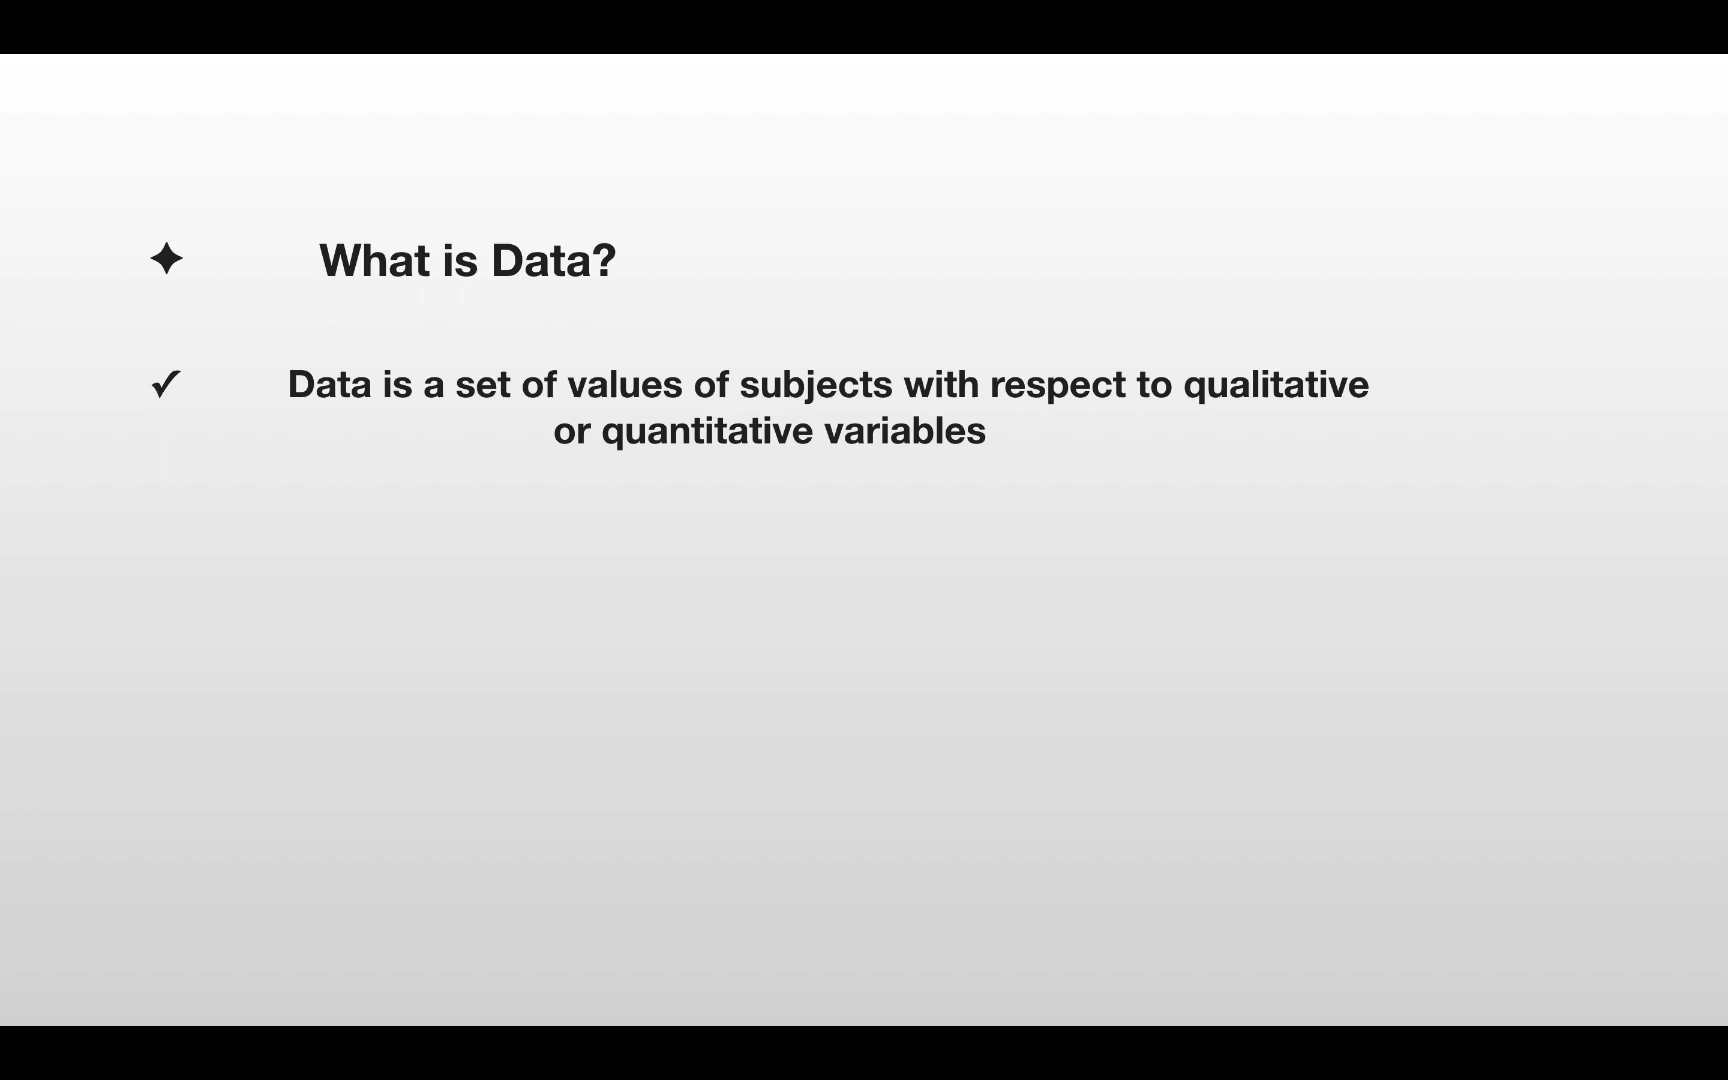 ✦ What is Data?
✓ Data is a set of values of subjects with respect to qualitative
or quantitative variables